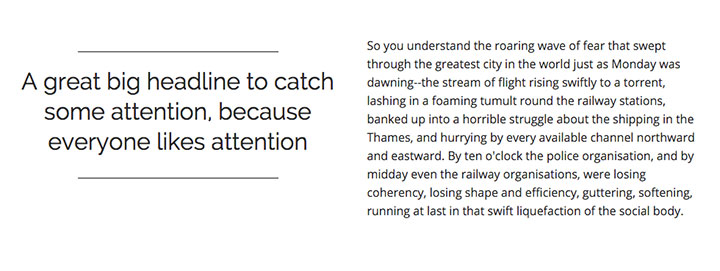 A great big headline to catch
some attention, because
everyone likes attention
So you understand the roaring wave of fear that swept
through the greatest city in the world just as Monday was
dawning--the stream of flight rising swiftly to a torrent,
lashing in a foaming tumult round the railway stations,
banked up into a horrible struggle about the shipping in the
Thames, and hurrying by every available channel northward
and eastward. By ten o'clock the police organisation, and by
midday even the railway organisations, were losing
coherency, losing shape and efficiency, guttering, softening,
running at last in that swift liquefaction of the social body.